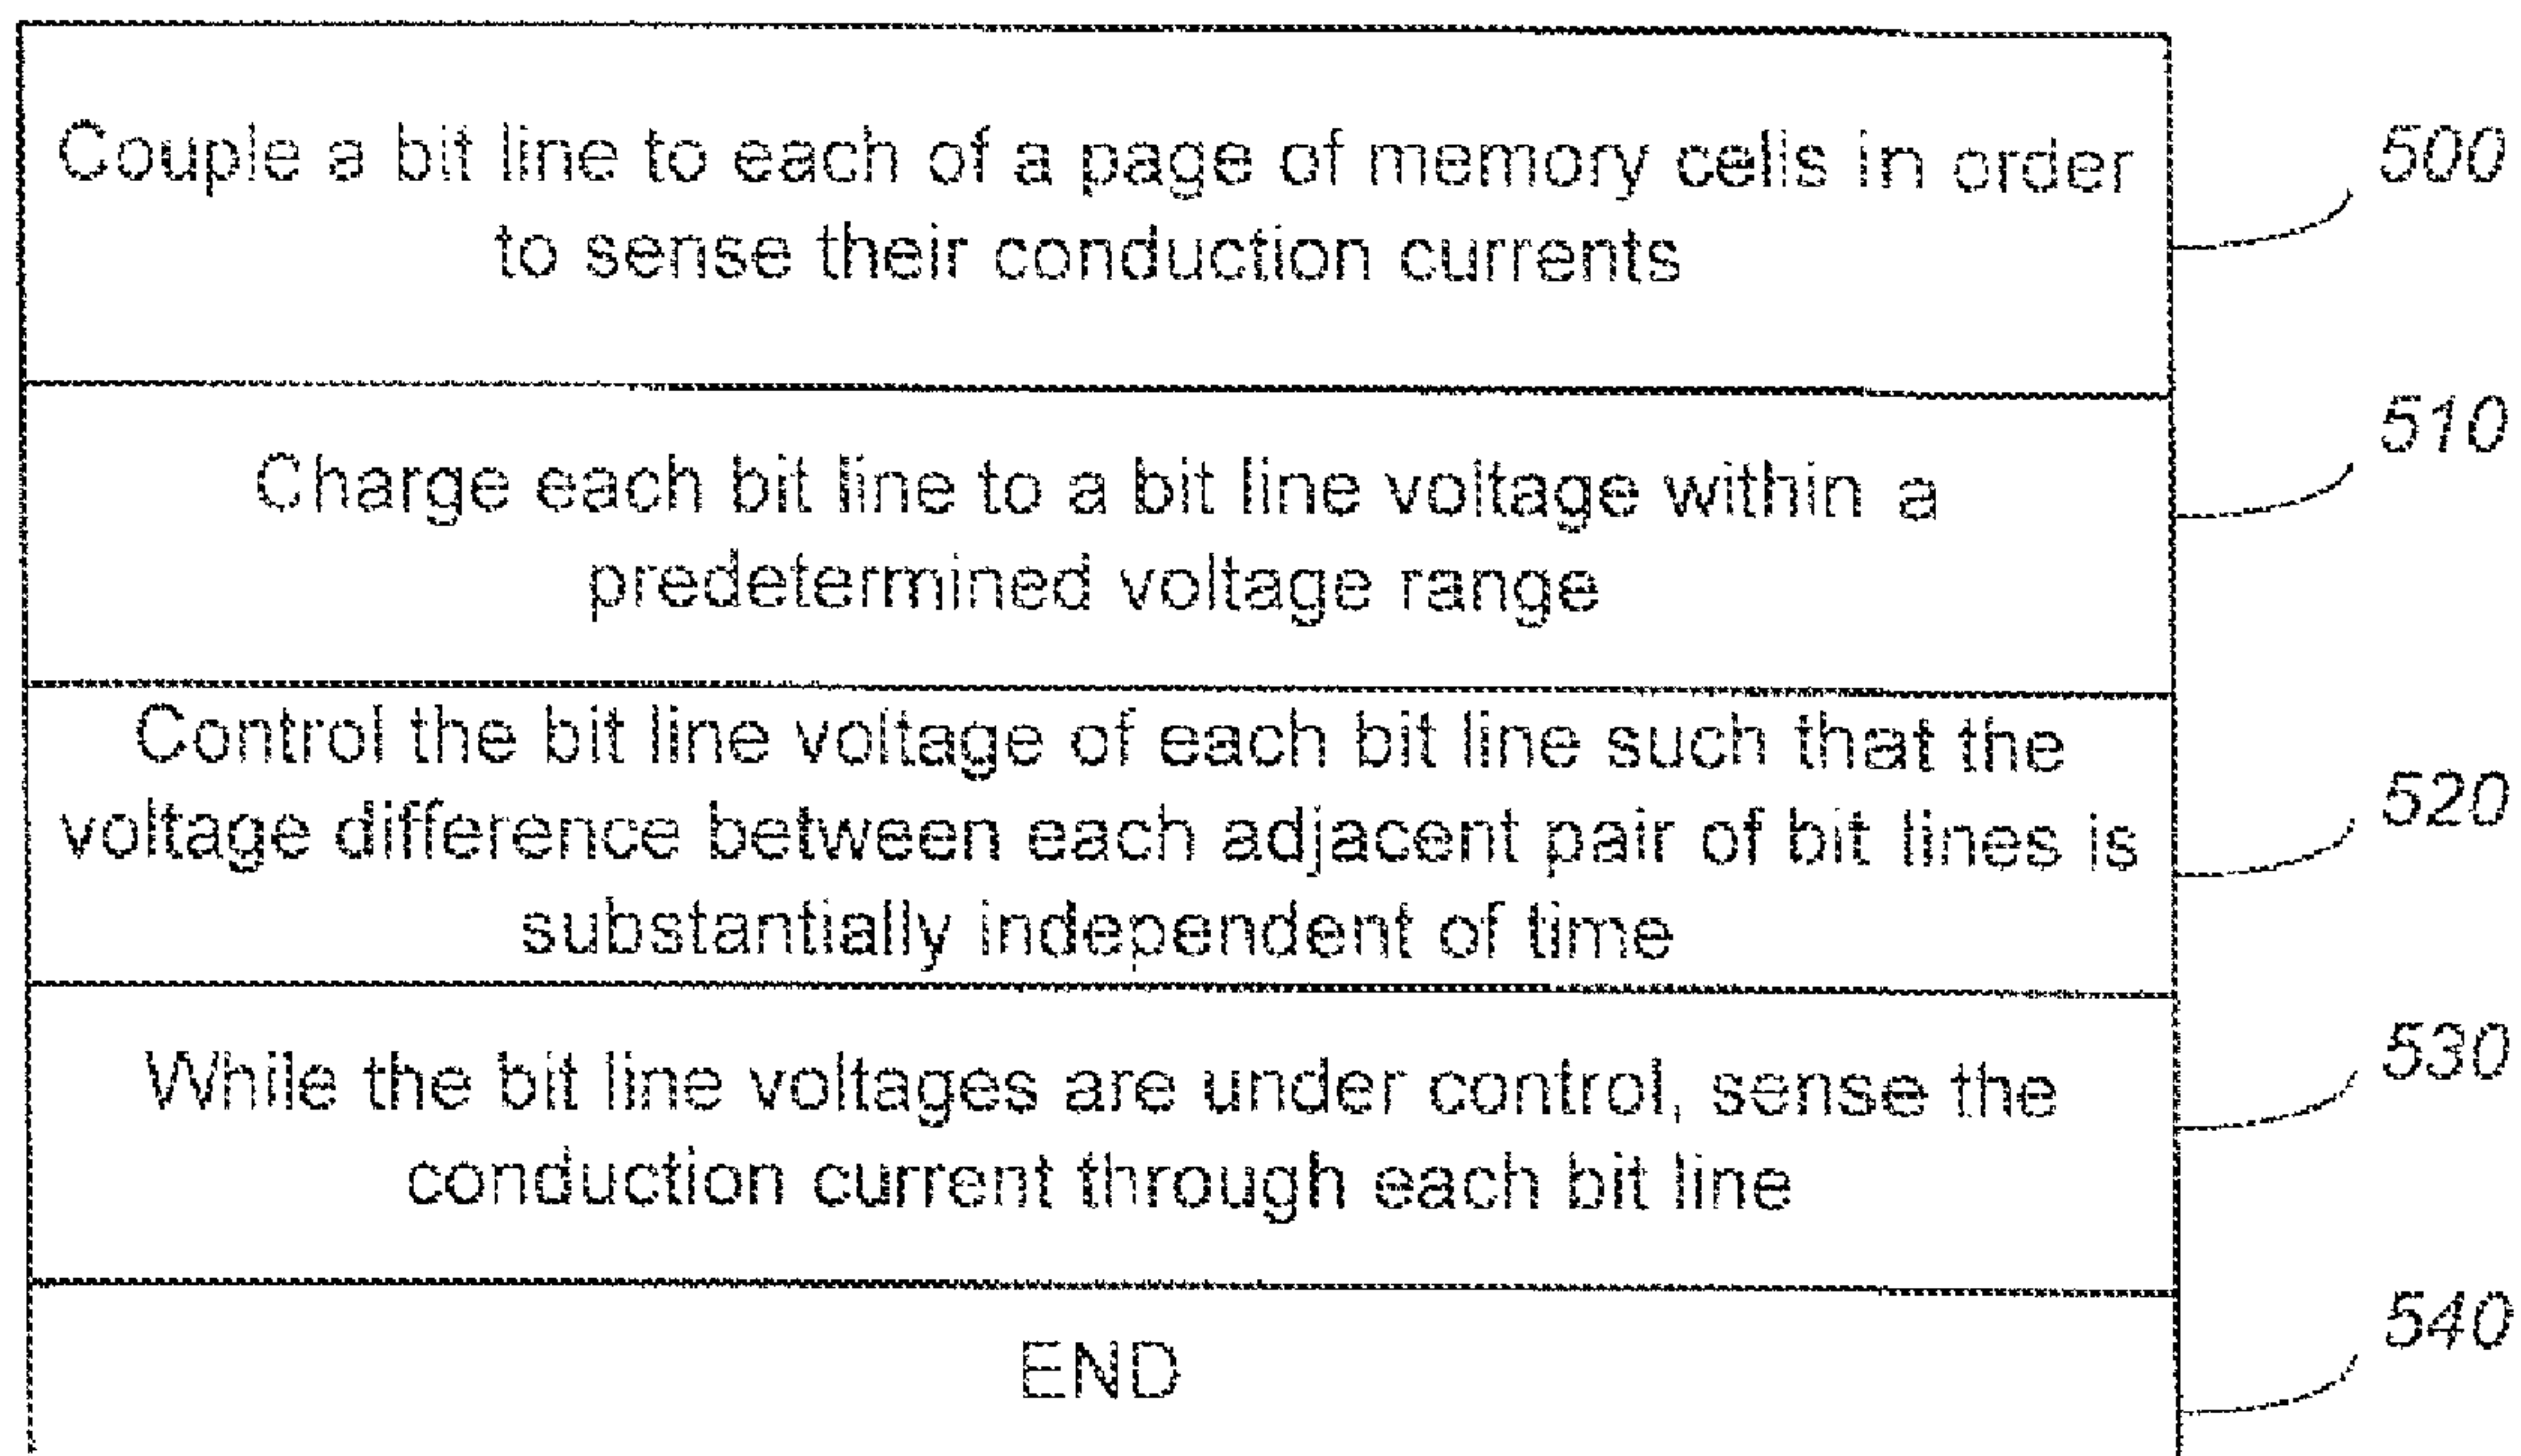 Couple a bit line to each of a page of memory cells in order
to sense their conduction currents
500
Charge each bit line to a bit line voltage within a
predetermined voltage range
510
Control the bit line voltage of each bit line such that the
voltage difference between each adjacent pair of bit lines is
substantially independent of time
520
While the bit line voltages are under control, sense the
conduction current through each bit line
530
END
540